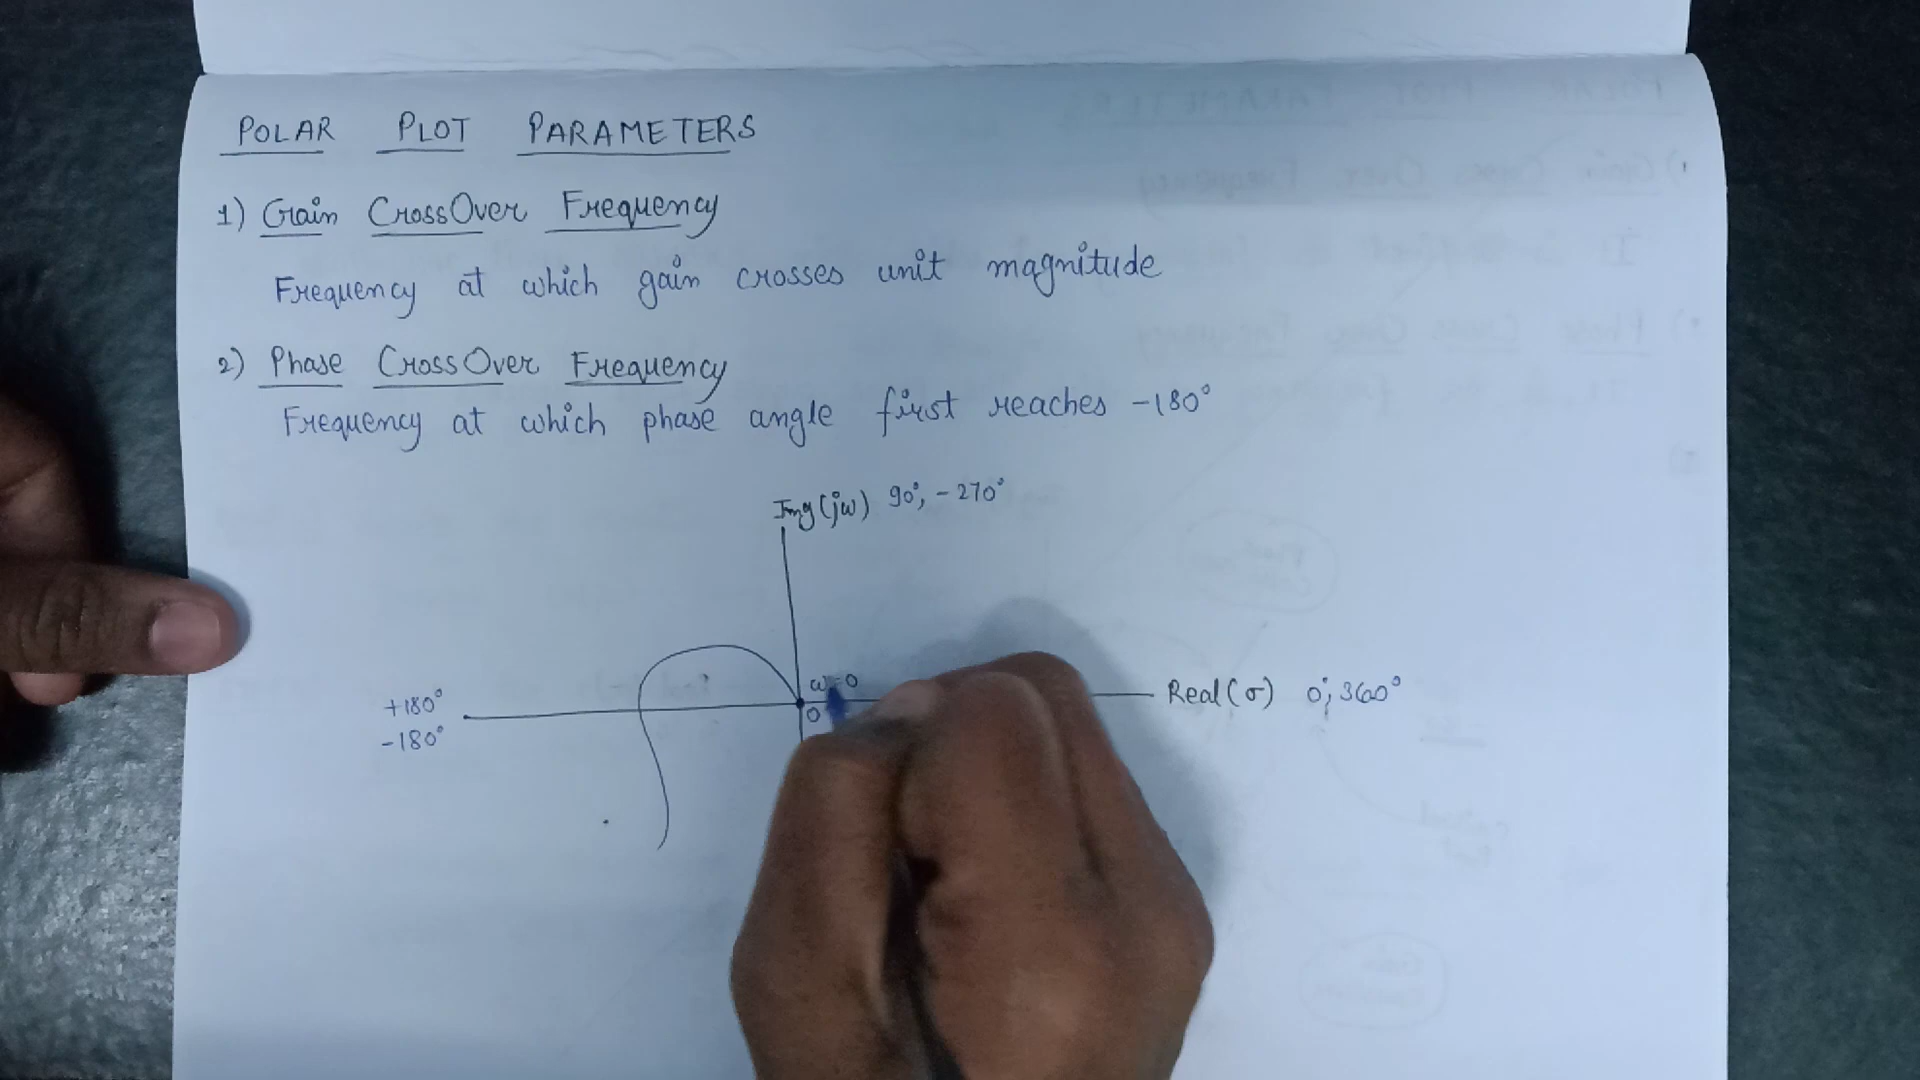 POLAR PLOT PARAMETERS
1) Gain CrossOver Frequency
Frequency at which gain crosses unit magnitude
2) Phase CrossOver Frequency
Frequency at which phase angle first reaches -180°
Img(jω) 90°, -270°
ω=0
0
+180°
-180°
Real(σ) 0°, 360°